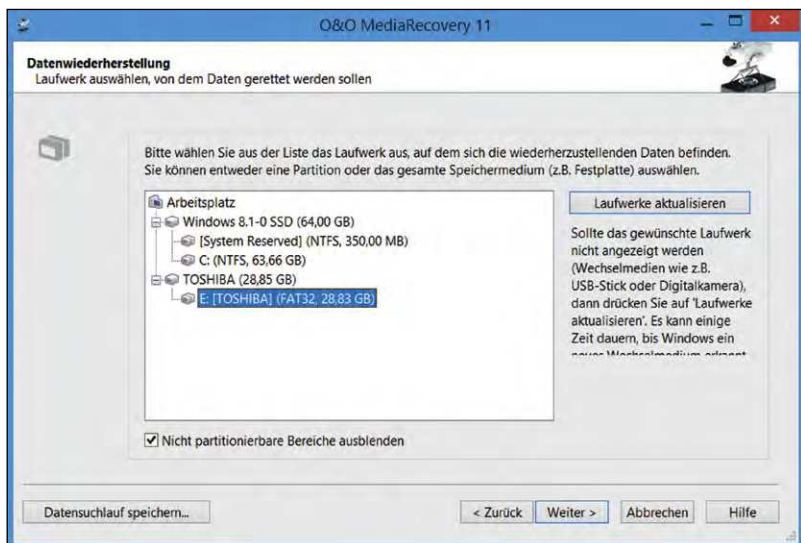 O&O MediaRecovery 11
Datenwiederherstellung
Laufwerk auswählen, von dem Daten gerettet werden sollen
Bitte wählen Sie aus der Liste das Laufwerk aus, auf dem sich die wiederherzustellenden Daten befinden.
Sie können entweder eine Partition oder das gesamte Speichermedium (z.B. Festplatte) auswählen.
Arbeitsplatz
Windows 8.1-0 SSD (64,00 GB)
[System Reserved] (NTFS, 350,00 MB)
C: (NTFS, 63,66 GB)
TOSHIBA (28,85 GB)
E: [TOSHIBA] (FAT32, 28,83 GB)
Laufwerke aktualisieren
Sollte das gewünschte Laufwerk
nicht angezeigt werden
(Wechselmedien wie z.B.
USB-Stick oder Digitalkamera),
dann drücken Sie auf 'Laufwerke
aktualisieren'. Es kann einige
Zeit dauern, bis Windows ein
Nicht partitionierbare Bereiche ausblenden
Datensuchlauf speichern...
< Zurück
Weiter >
Abbrechen
Hilfe